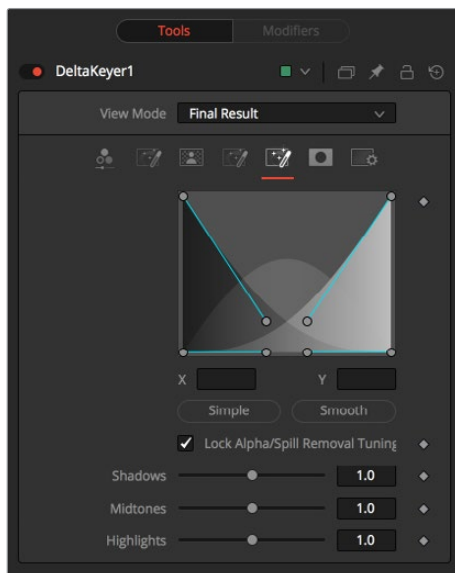 Tools Modifiers
DeltaKeyer1
View Mode Final Result
X Y
Simple Smooth
Lock Alpha/Spill Removal Tuning
Shadows 1.0
Midtones 1.0
Highlights 1.0